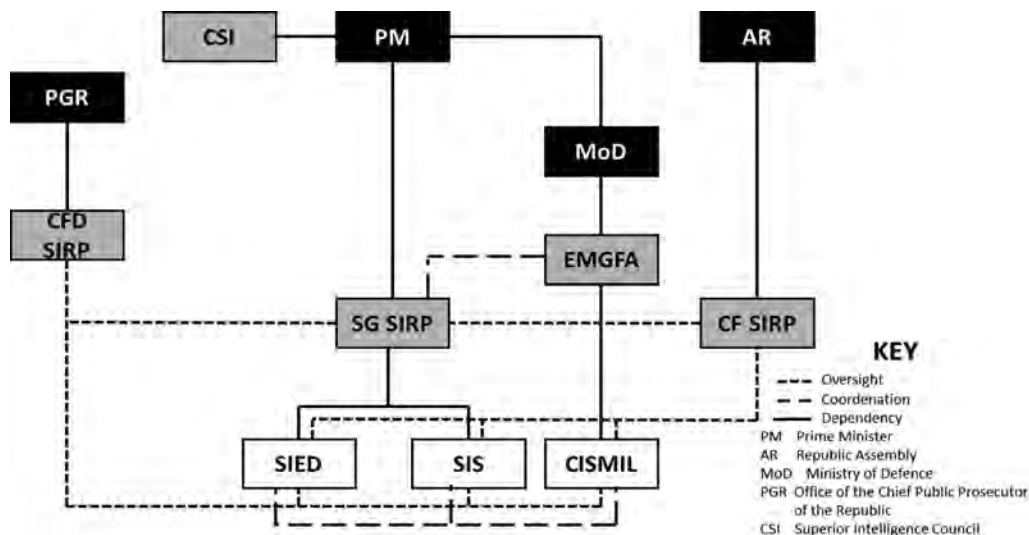 CSI
PM
AR
PGR
MoD
CFD
SIRP
EMGFA
SG SIRP
CF SIRP
KEY
Oversight
Coordenation
Dependency
SIED
SIS
CISMIL
PM Prime Minister
AR Republic Assembly
MoD Ministry of Defence
PGR Office of the Chief Public Prosecutor
of the Republic
CSI Superior Intelligence Council